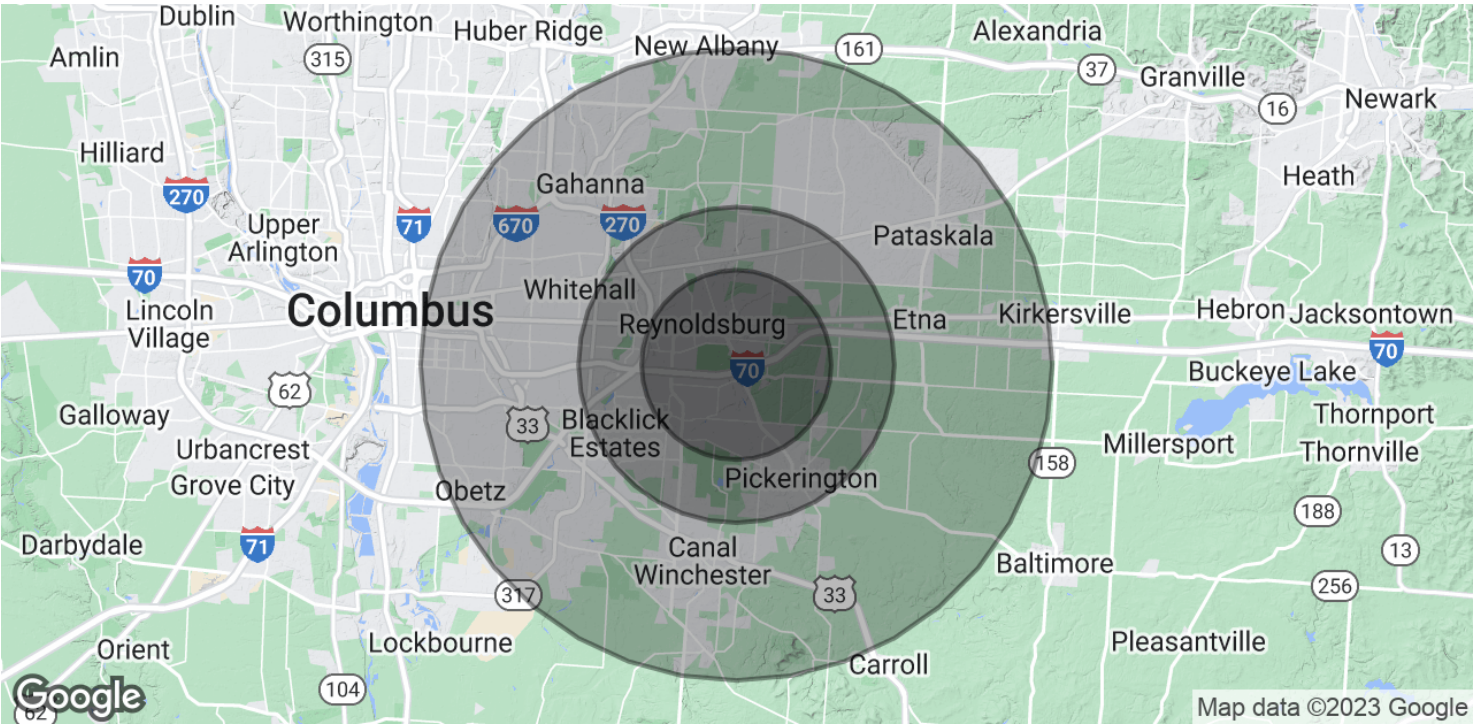 Dublin
Worthington
Huber Ridge
New Albany
Alexandria
Amlin
315
161
37
Granville
16
Newark
Hilliard
270
Gahanna
Heath
71
670
270
Upper
Arlington
Pataskala
70
Whitehall
Lincoln
Village
Columbus
Reynoldsburg
Etna
Kirkersville
Hebron
Jacksontown
70
70
Buckeye Lake
62
Galloway
33
Blacklick
Estates
Thornport
Urbancrest
Millersport
Thornville
Grove City
Obetz
Pickerington
158
188
Darbydale
71
Canal
Winchester
Baltimore
13
317
33
256
Orient
Lockbourne
Carroll
Pleasantville
104
Google
62
Map data ©2023 Google